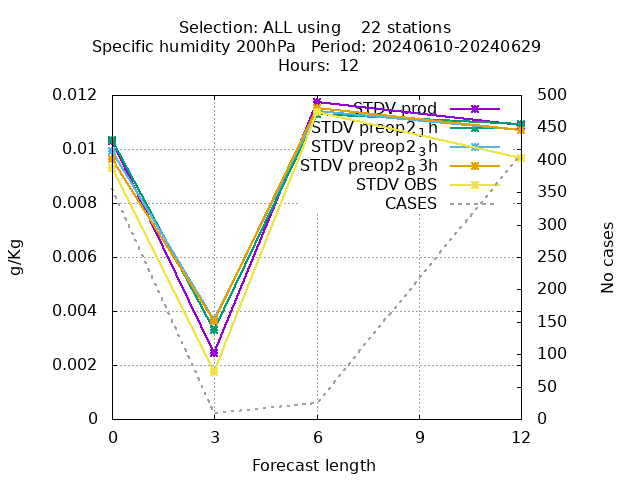 Selection: ALL using    22 stations
Specific humidity 200hPa   Period: 20240610-20240629
Hours: 12
0.012
0.01
0.008
0.006
0.004
0.002
0
g/Kg
STDV prod
STDV preop2₁h
STDV preop2₃h
STDV preop2_B3h
STDV OBS
CASES
500
450
400
350
300
250
200
150
100
50
0
No cases
0 3 6 9 12
Forecast length